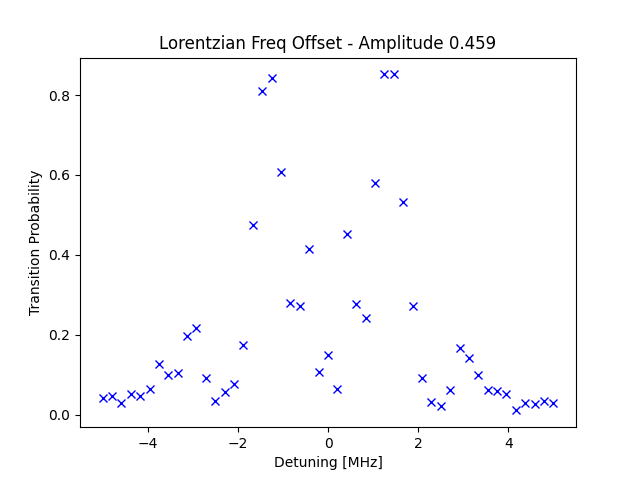 Lorentzian Freq Offset - Amplitude 0.459
0.8
0.6
0.4
0.2
0.0
Transition Probability
−4 −2 0 2 4
Detuning [MHz]